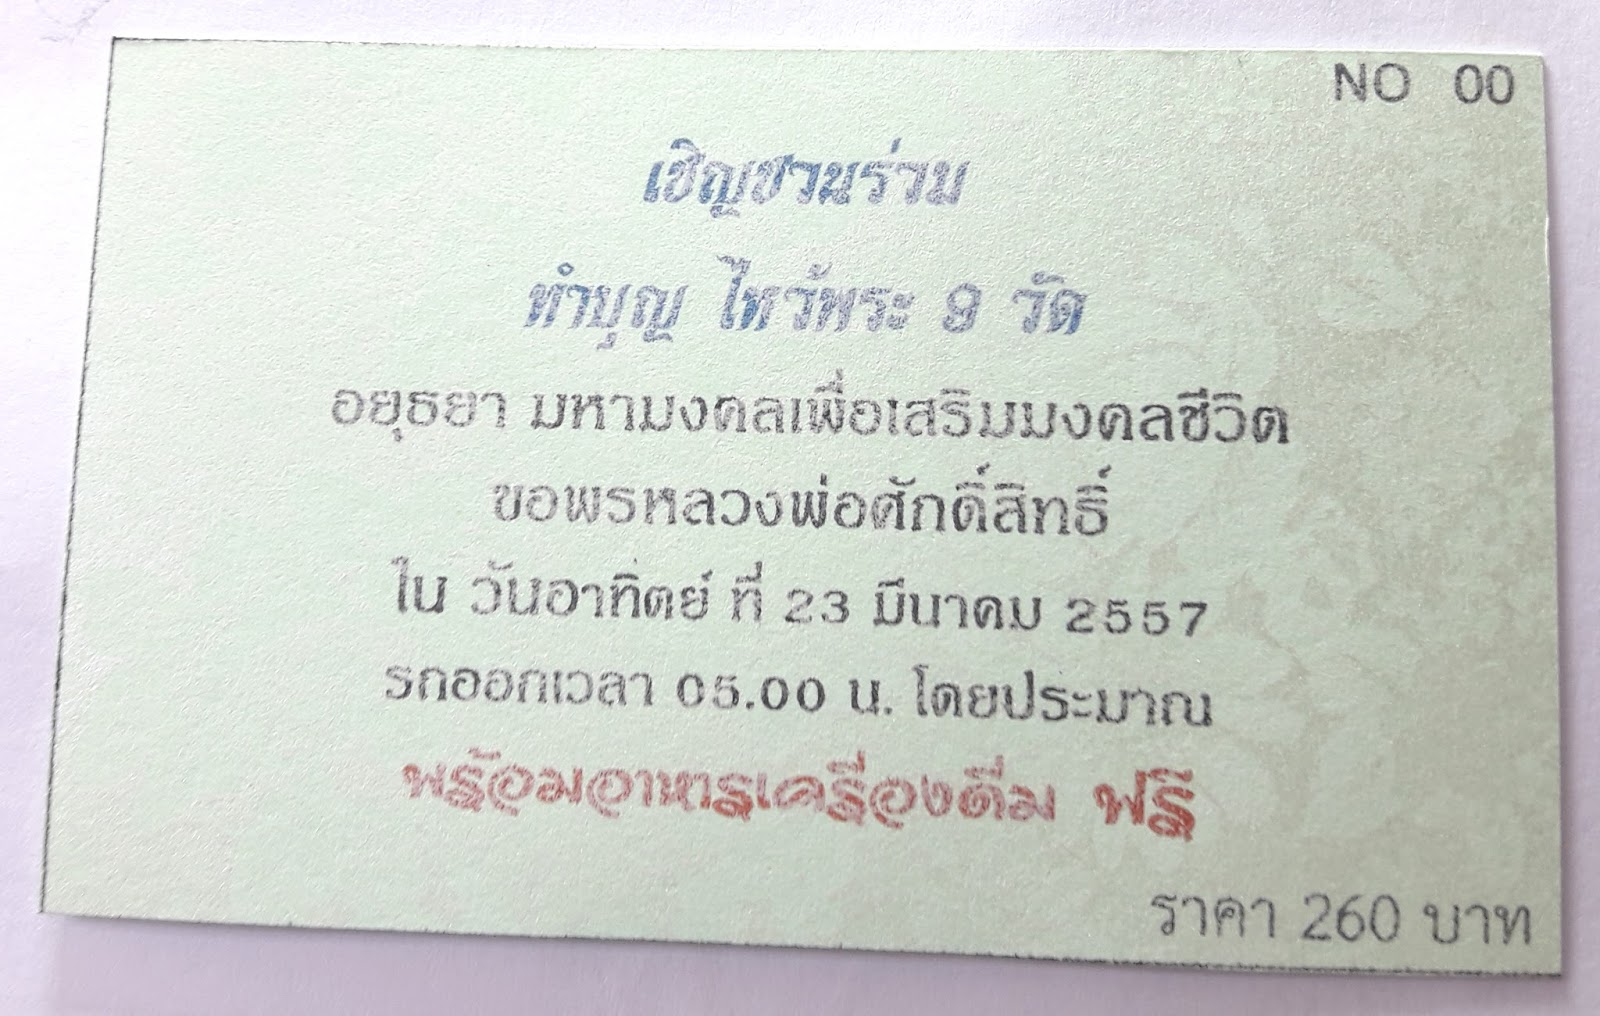 NO 00
เชิญชวนร่วม
ทำบุญ ไหว้พระ 9 วัด
อยุธยา มหามงคลเพื่อเสริมมงคลชีวิต
ขอพรหลวงพ่อศักดิ์สิทธิ์
ใน วันอาทิตย์ ที่ 23 มีนาคม 2557
รถออกเวลา 05.00 น. โดยประมาณ
พร้อมอาหารเครื่องดื่ม ฟรี
ราคา 260 บาท